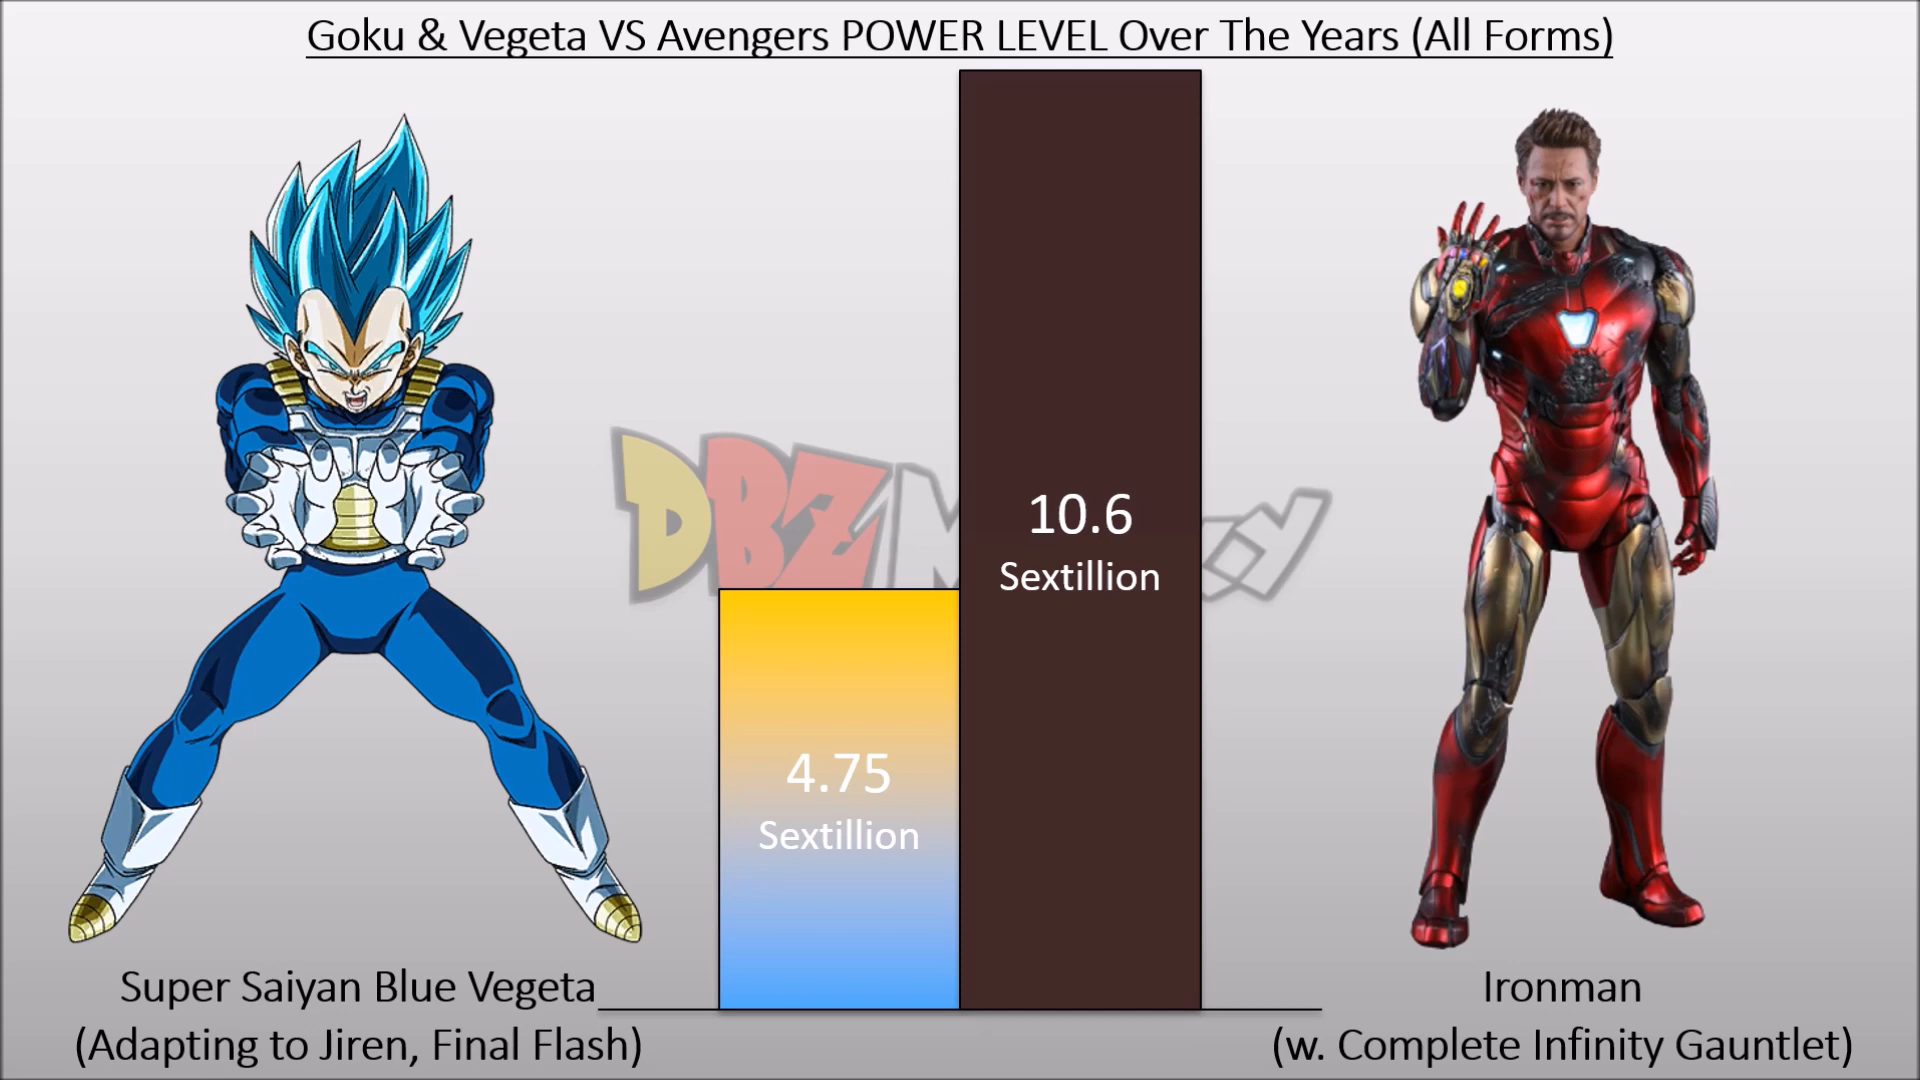 Goku & Vegeta VS Avengers POWER LEVEL Over The Years (All Forms)
DBZ
10.6
Sextillion
4.75
Sextillion
Super Saiyan Blue Vegeta
(Adapting to Jiren, Final Flash)
Ironman
(w. Complete Infinity Gauntlet)